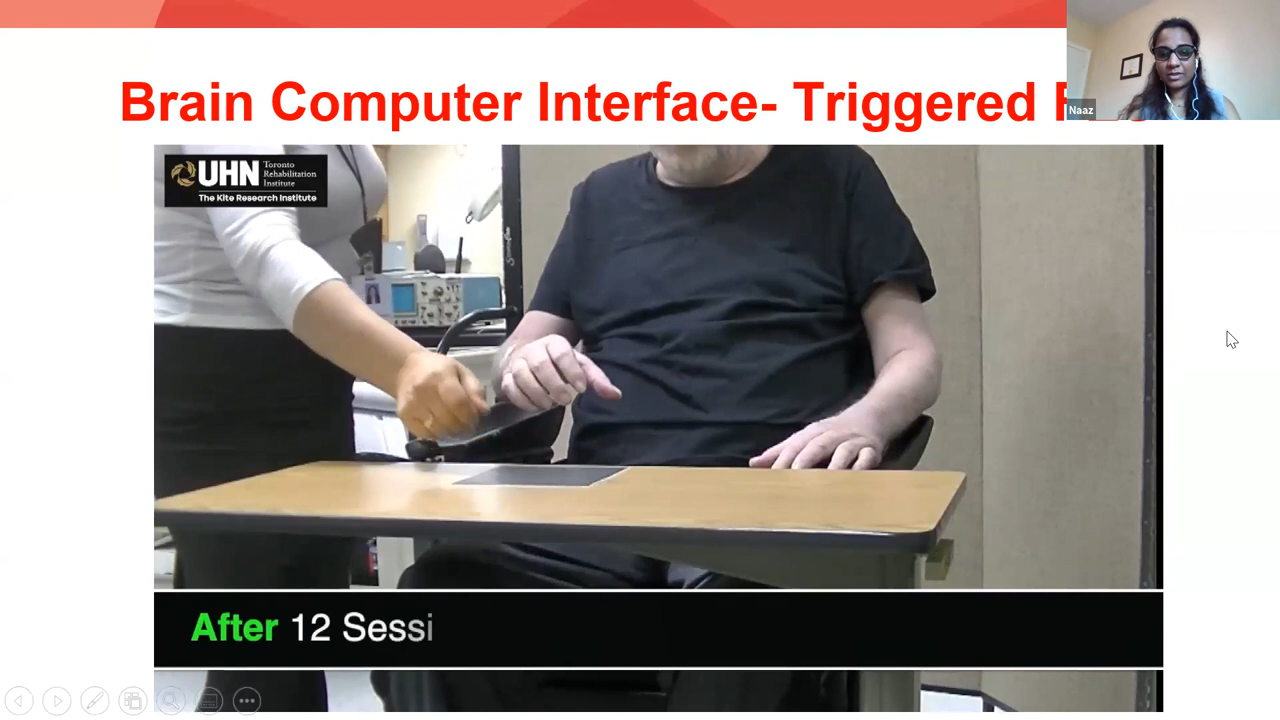 Brain Computer Interface- Triggered
Naaz
UHN Toronto
Rehabilitation
Institute
The Kite Research Institute
After 12 Sessi